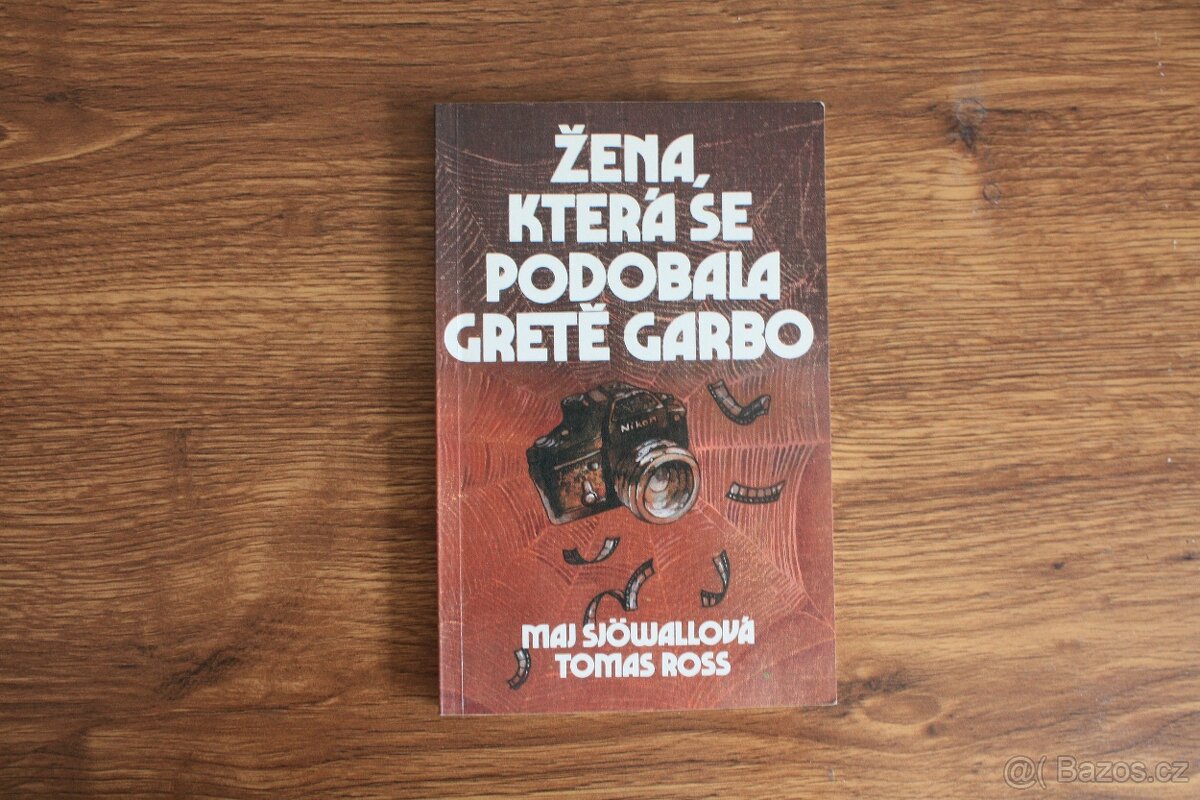 ŽENA,
KTERÁ SE
PODOBALA
GRETĚ GARBO
Nikon
MAJ SJÖWALLOVÁ
TOMAS ROSS
@( Bazos.cz